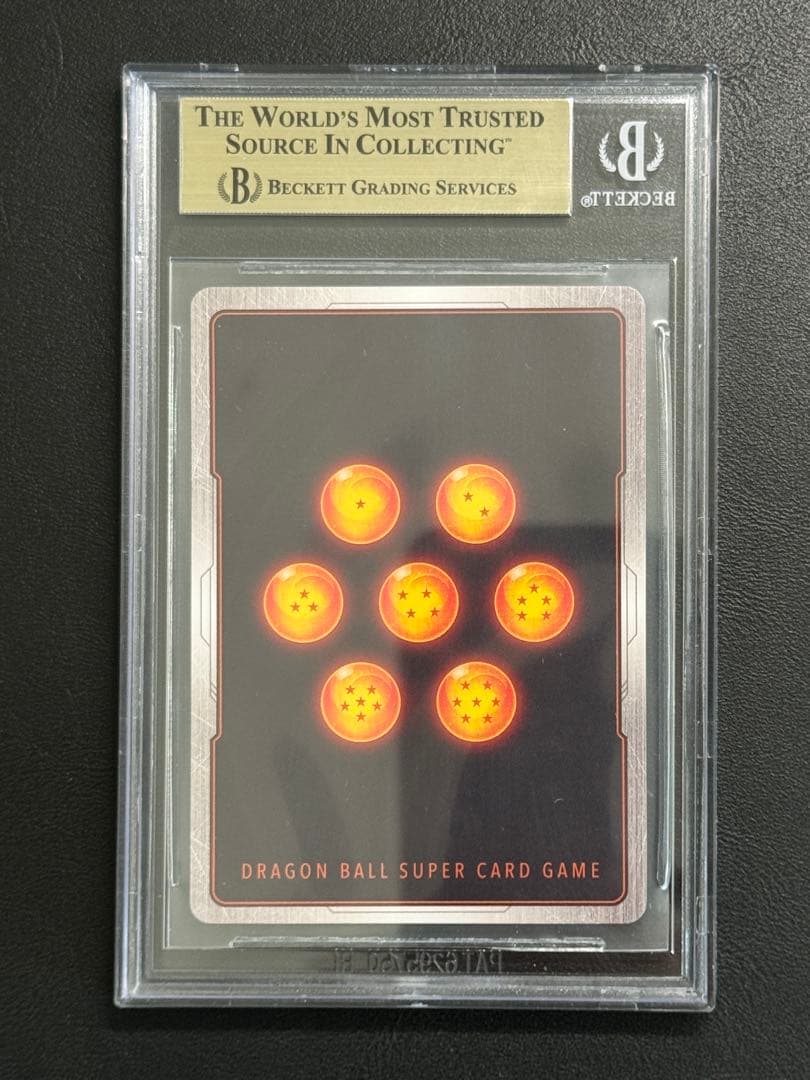 THE WORLD'S MOST TRUSTED
SOURCE IN COLLECTING™
B BECKETT GRADING SERVICES
B
BECKETT®
DRAGON BALL SUPER CARD GAME